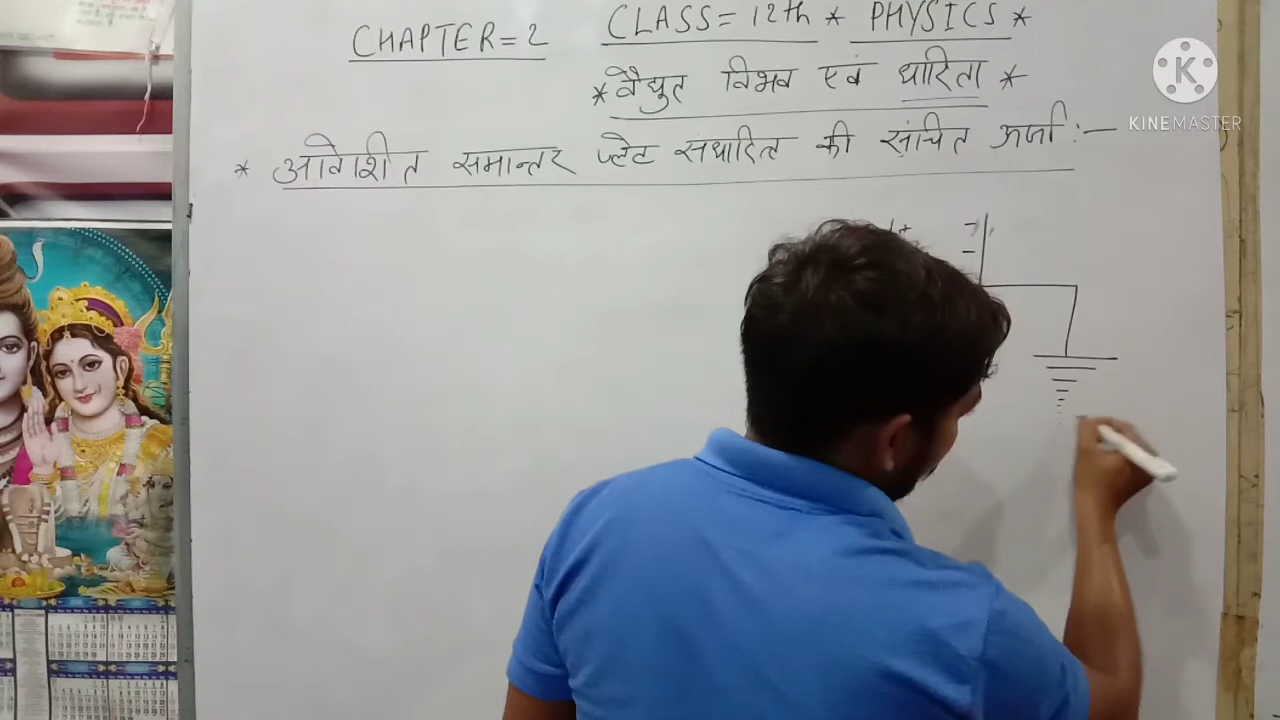 CHAPTER=2 CLASS=12th * PHYSICS *
* वैद्युत विभव एवं धारिता *
* आवेशीत समान्तर प्लेट संधारित्र की संचित ऊर्जा :-
K
KINEMASTER